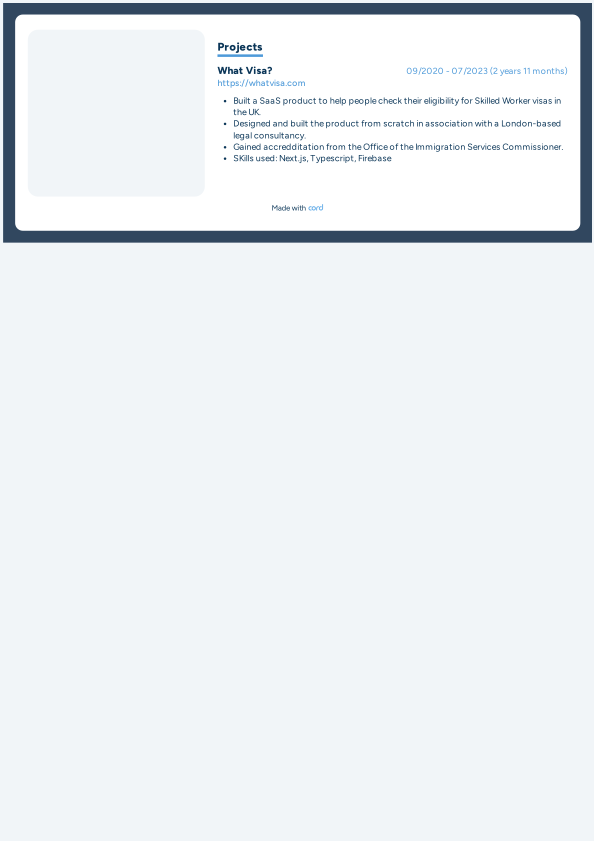 Projects
What Visa? 09/2020 - 07/2023 (2 years 11 months)
https://whatvisa.com
• Built a SaaS product to help people check their eligibility for Skilled Worker visas in
the UK.
• Designed and built the product from scratch in association with a London-based
legal consultancy.
• Gained accredditation from the Office of the Immigration Services Commissioner.
• SKills used: Next.js, Typescript, Firebase
Made with cord